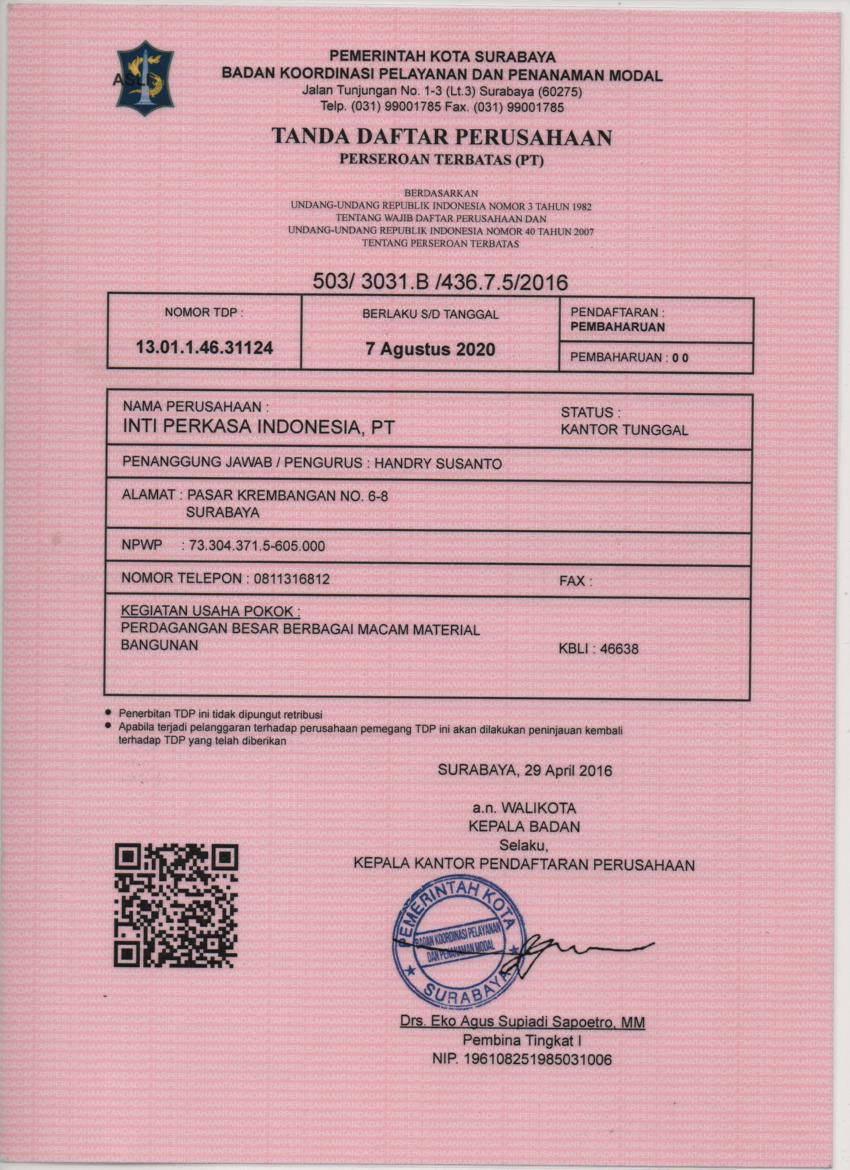 ASLI
PEMERINTAH KOTA SURABAYA
BADAN KOORDINASI PELAYANAN DAN PENANAMAN MODAL
Jalan Tunjungan No. 1-3 (Lt.3) Surabaya (60275)
Telp. (031) 99001785 Fax. (031) 99001785
TANDA DAFTAR PERUSAHAAN
PERSEROAN TERBATAS (PT)
BERDASARKAN
UNDANG-UNDANG REPUBLIK INDONESIA NOMOR 3 TAHUN 1982
TENTANG WAJIB DAFTAR PERUSAHAAN DAN
UNDANG-UNDANG REPUBLIK INDONESIA NOMOR 40 TAHUN 2007
TENTANG PERSEROAN TERBATAS
503/ 3031.B /436.7.5/2016
NOMOR TDP :
13.01.1.46.31124
BERLAKU S/D TANGGAL
7 Agustus 2020
PENDAFTARAN :
PEMBAHARUAN
PEMBAHARUAN : 0 0
NAMA PERUSAHAAN :
INTI PERKASA INDONESIA, PT
STATUS :
KANTOR TUNGGAL
PENANGGUNG JAWAB / PENGURUS : HANDRY SUSANTO
ALAMAT : PASAR KREMBANGAN NO. 6-8
SURABAYA
NPWP : 73.304.371.5-605.000
NOMOR TELEPON : 0811316812 FAX :
KEGIATAN USAHA POKOK :
PERDAGANGAN BESAR BERBAGAI MACAM MATERIAL
BANGUNAN
KBLI : 46638
• Penerbitan TDP ini tidak dipungut retribusi
• Apabila terjadi pelanggaran terhadap perusahaan pemegang TDP ini akan dilakukan peninjauan kembali
terhadap TDP yang telah diberikan
SURABAYA, 29 April 2016
a.n. WALIKOTA
KEPALA BADAN
Selaku,
KEPALA KANTOR PENDAFTARAN PERUSAHAAN
PEMERINTAH KOTA
BADAN KOORDINASI PELAYANAN
DAN PENANAMAN MODAL
SURABAYA
Drs. Eko Agus Supiadi Sapoetro, MM
Pembina Tingkat I
NIP. 196108251985031006